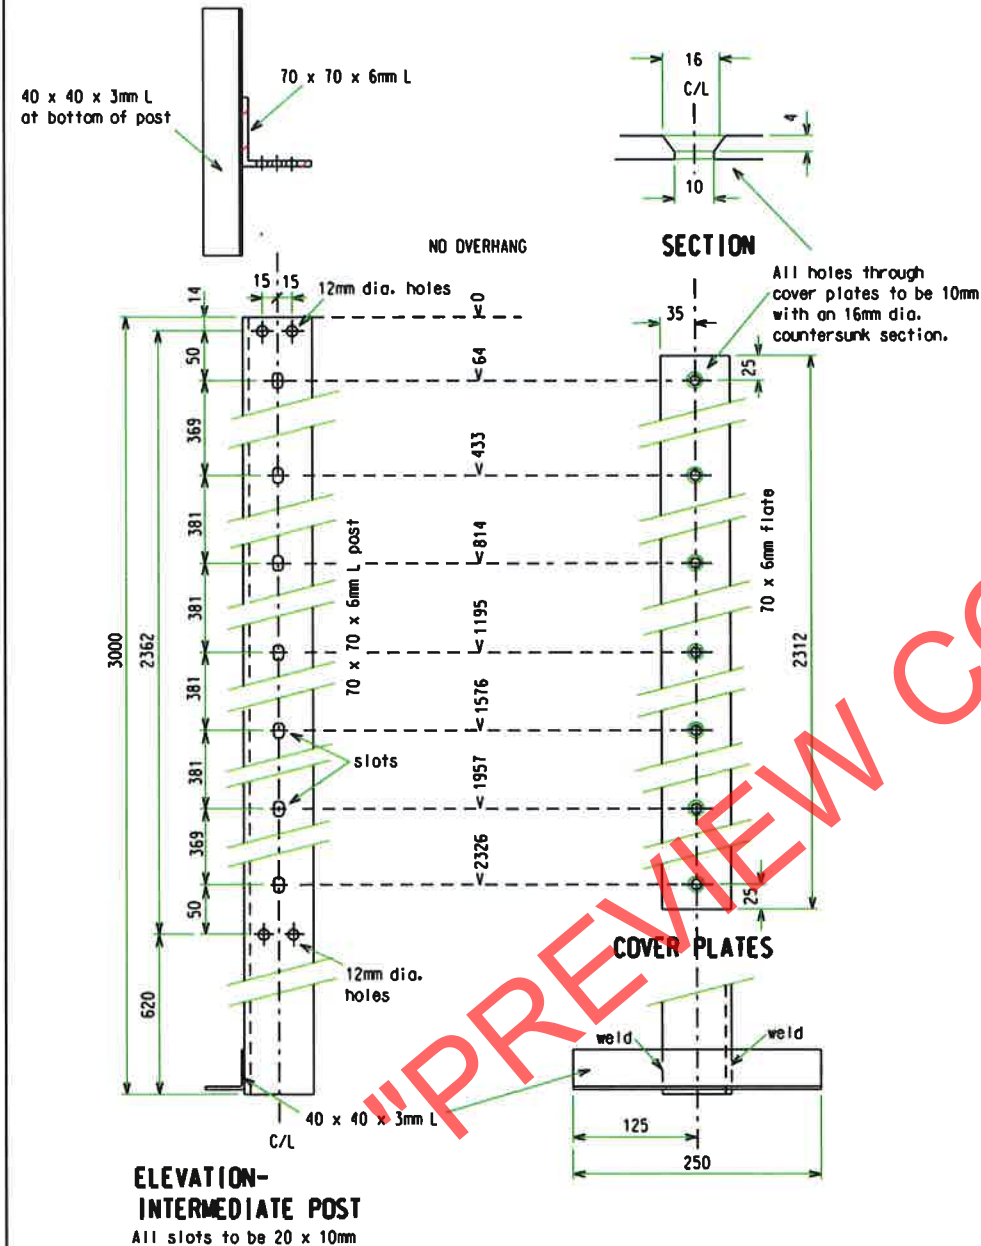 40 x 40 x 3mm L
at bottom of post
70 x 70 x 6mm L
16
C/L
4
10
SECTION
NO OVERHANG
All holes through
cover plates to be 10mm
with an 16mm dia.
countersunk section.
15 15
12mm dia. holes
14
50
369
381
381
381
381
369
50
3000
2362
620
0
64
433
814
1195
1576
1957
2326
70 x 70 x 6mm L post
slots
12mm dia.
holes
35
25
70 x 6mm flate
2312
25
COVER PLATES
weld
weld
40 x 40 x 3mm L
125
250
C/L
ELEVATION-
INTERMEDIATE POST
All slots to be 20 x 10mm
"PREVIEW CO